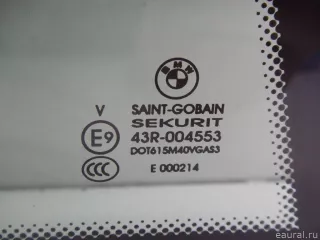 BMW
V SAINT-GOBAIN
SEKURIT
E9 43R-004553
DOT615M40VGAS3
CCC
E 000214
© eaural.ru